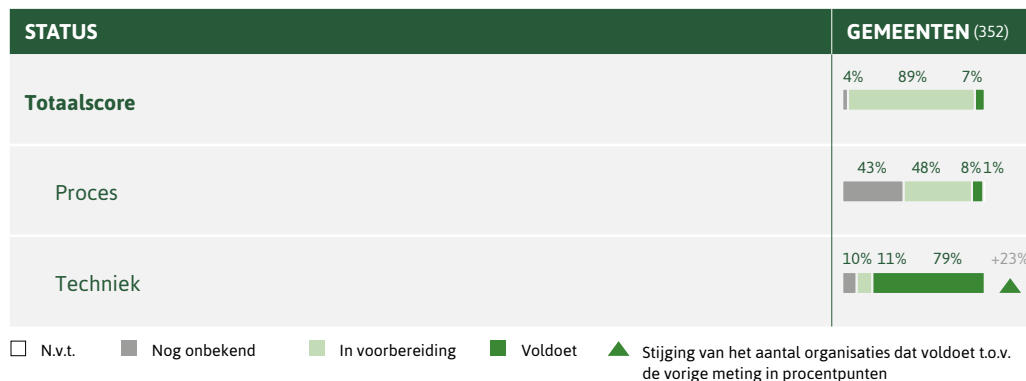 STATUS GEMEENTEN (352)
4% 89% 7%
Totaalscore
43% 48% 8% 1%
Proces
10% 11% 79% +23%
Techniek
N.v.t. Nog onbekend In voorbereiding Voldoet Stijging van het aantal organisaties dat voldoet t.o.v.
de vorige meting in procentpunten